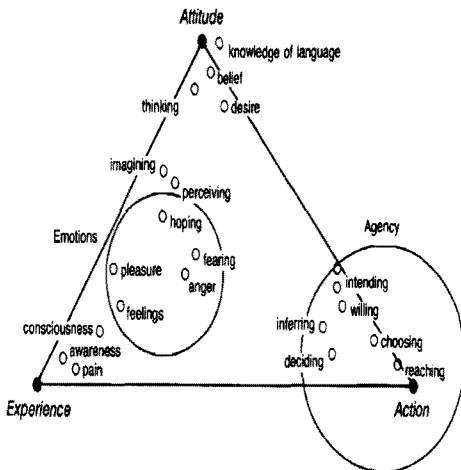 Attitude
knowledge of language
belief
thinking
desire
imagining
perceiving
hoping
Emotions
Agency
fearing
pleasure
anger
intending
feelings
willing
inferring
consciousness
choosing
awareness
deciding
pain
reaching
Experience
Action